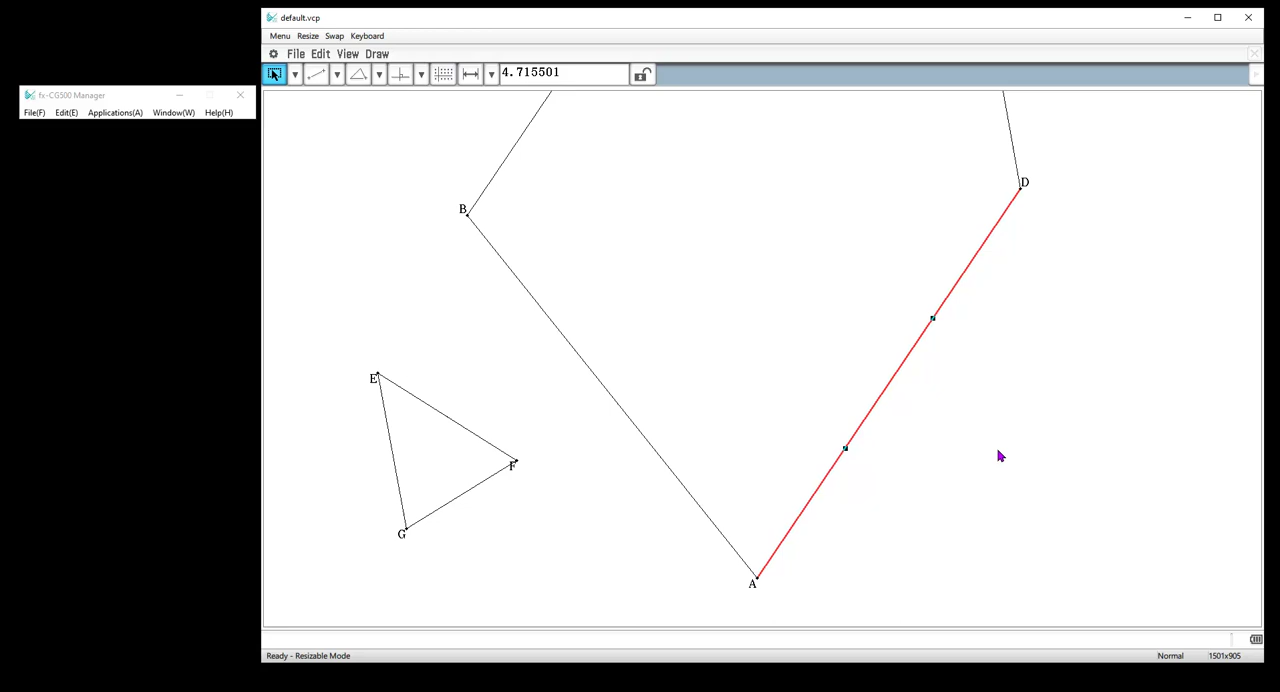 default.vcp
Menu Resize Swap Keyboard
File Edit View Draw
4.715501
fx-CG500 Manager
File(F) Edit(E) Applications(A) Window(W) Help(H)
D
B
E
F
G
A
Ready - Resizable Mode Normal 1501x905